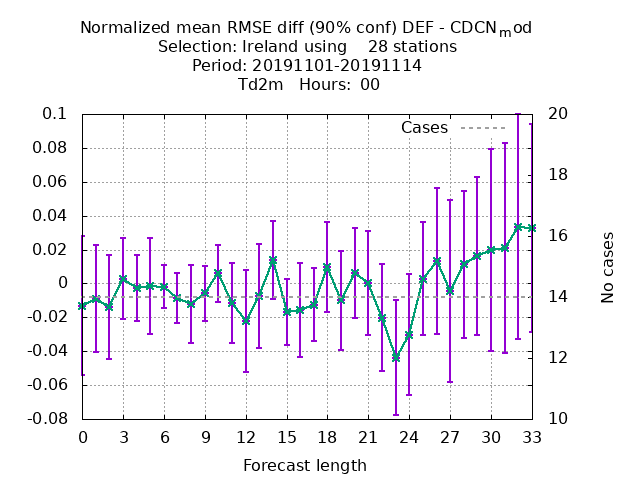 Normalized mean RMSE diff (90% conf) DEF - CDCNmod
Selection: Ireland using    28 stations
Period: 20191101-20191114
Td2m   Hours:  00
0.1
0.08
0.06
0.04
0.02
0
-0.02
-0.04
-0.06
-0.08
Cases
20
18
16
14
12
10
No cases
0 3 6 9 12 15 18 21 24 27 30 33
Forecast length